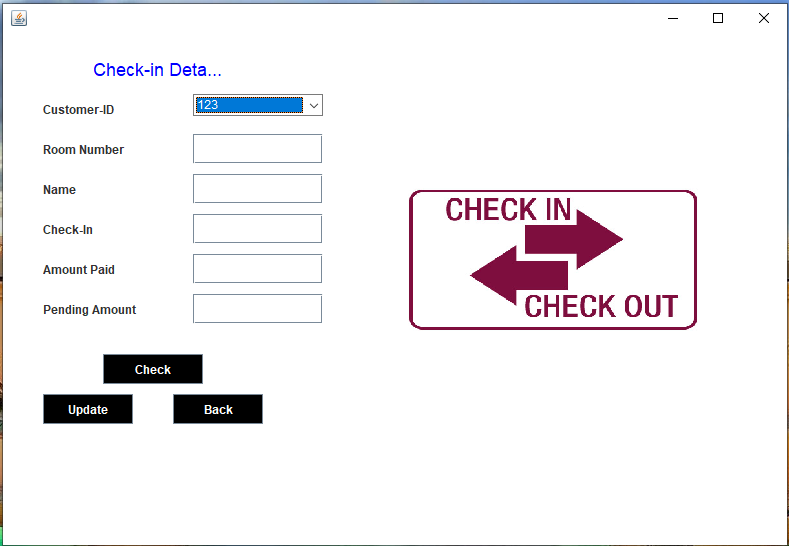 Check-in Deta...
Customer-ID 123
Room Number
Name
Check-In
Amount Paid
Pending Amount
Check
Update Back
CHECK IN
CHECK OUT